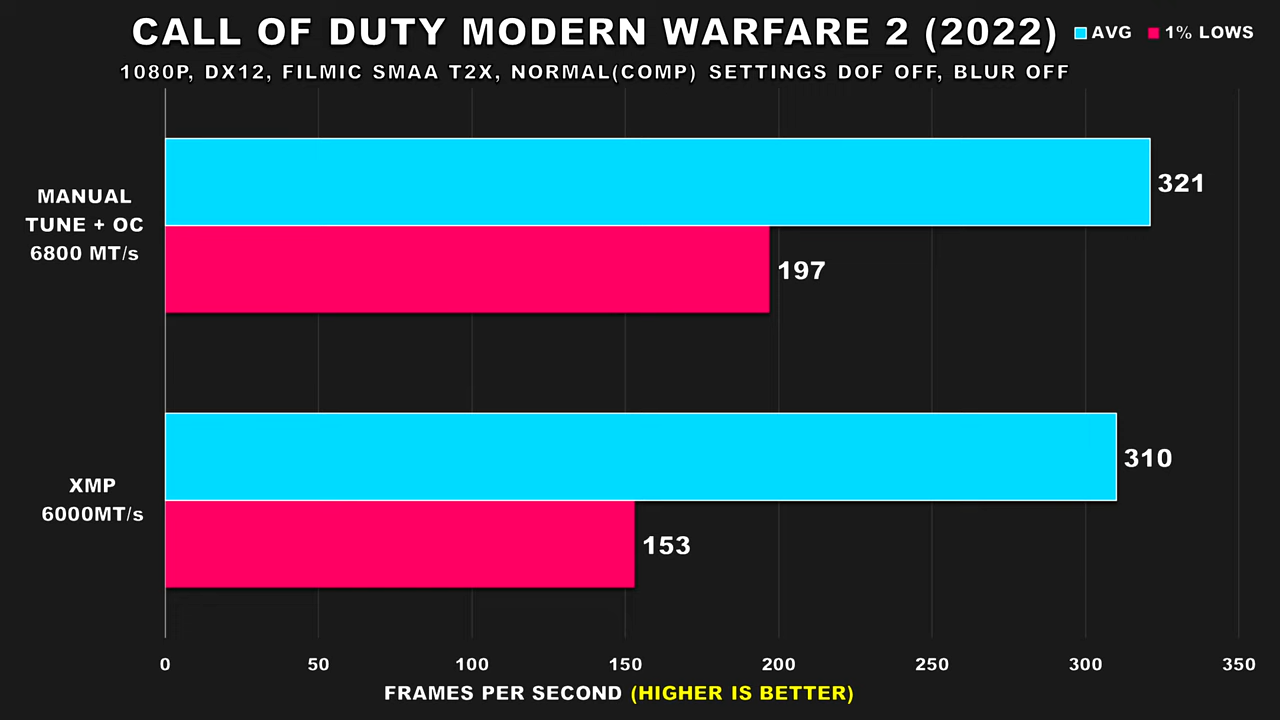 CALL OF DUTY MODERN WARFARE 2 (2022)
AVG 1% LOWS
1080P, DX12, FILMIC SMAA T2X, NORMAL(COMP) SETTINGS DOF OFF, BLUR OFF
MANUAL
TUNE + OC
6800 MT/s
321
197
XMP
6000MT/s
310
153
0 50 100 150 200 250 300 350
FRAMES PER SECOND (HIGHER IS BETTER)